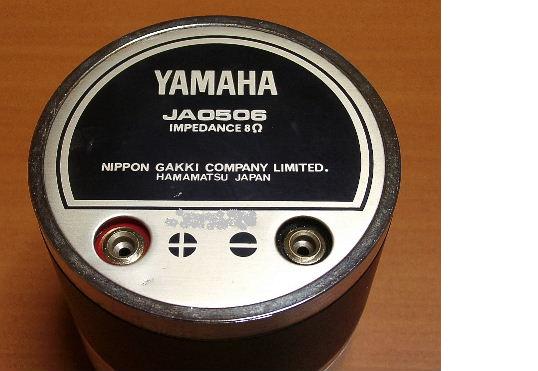 YAMAHA
JA0506
IMPEDANCE 8Ω
NIPPON GAKKI COMPANY LIMITED.
HAMAMATSU JAPAN
+ −